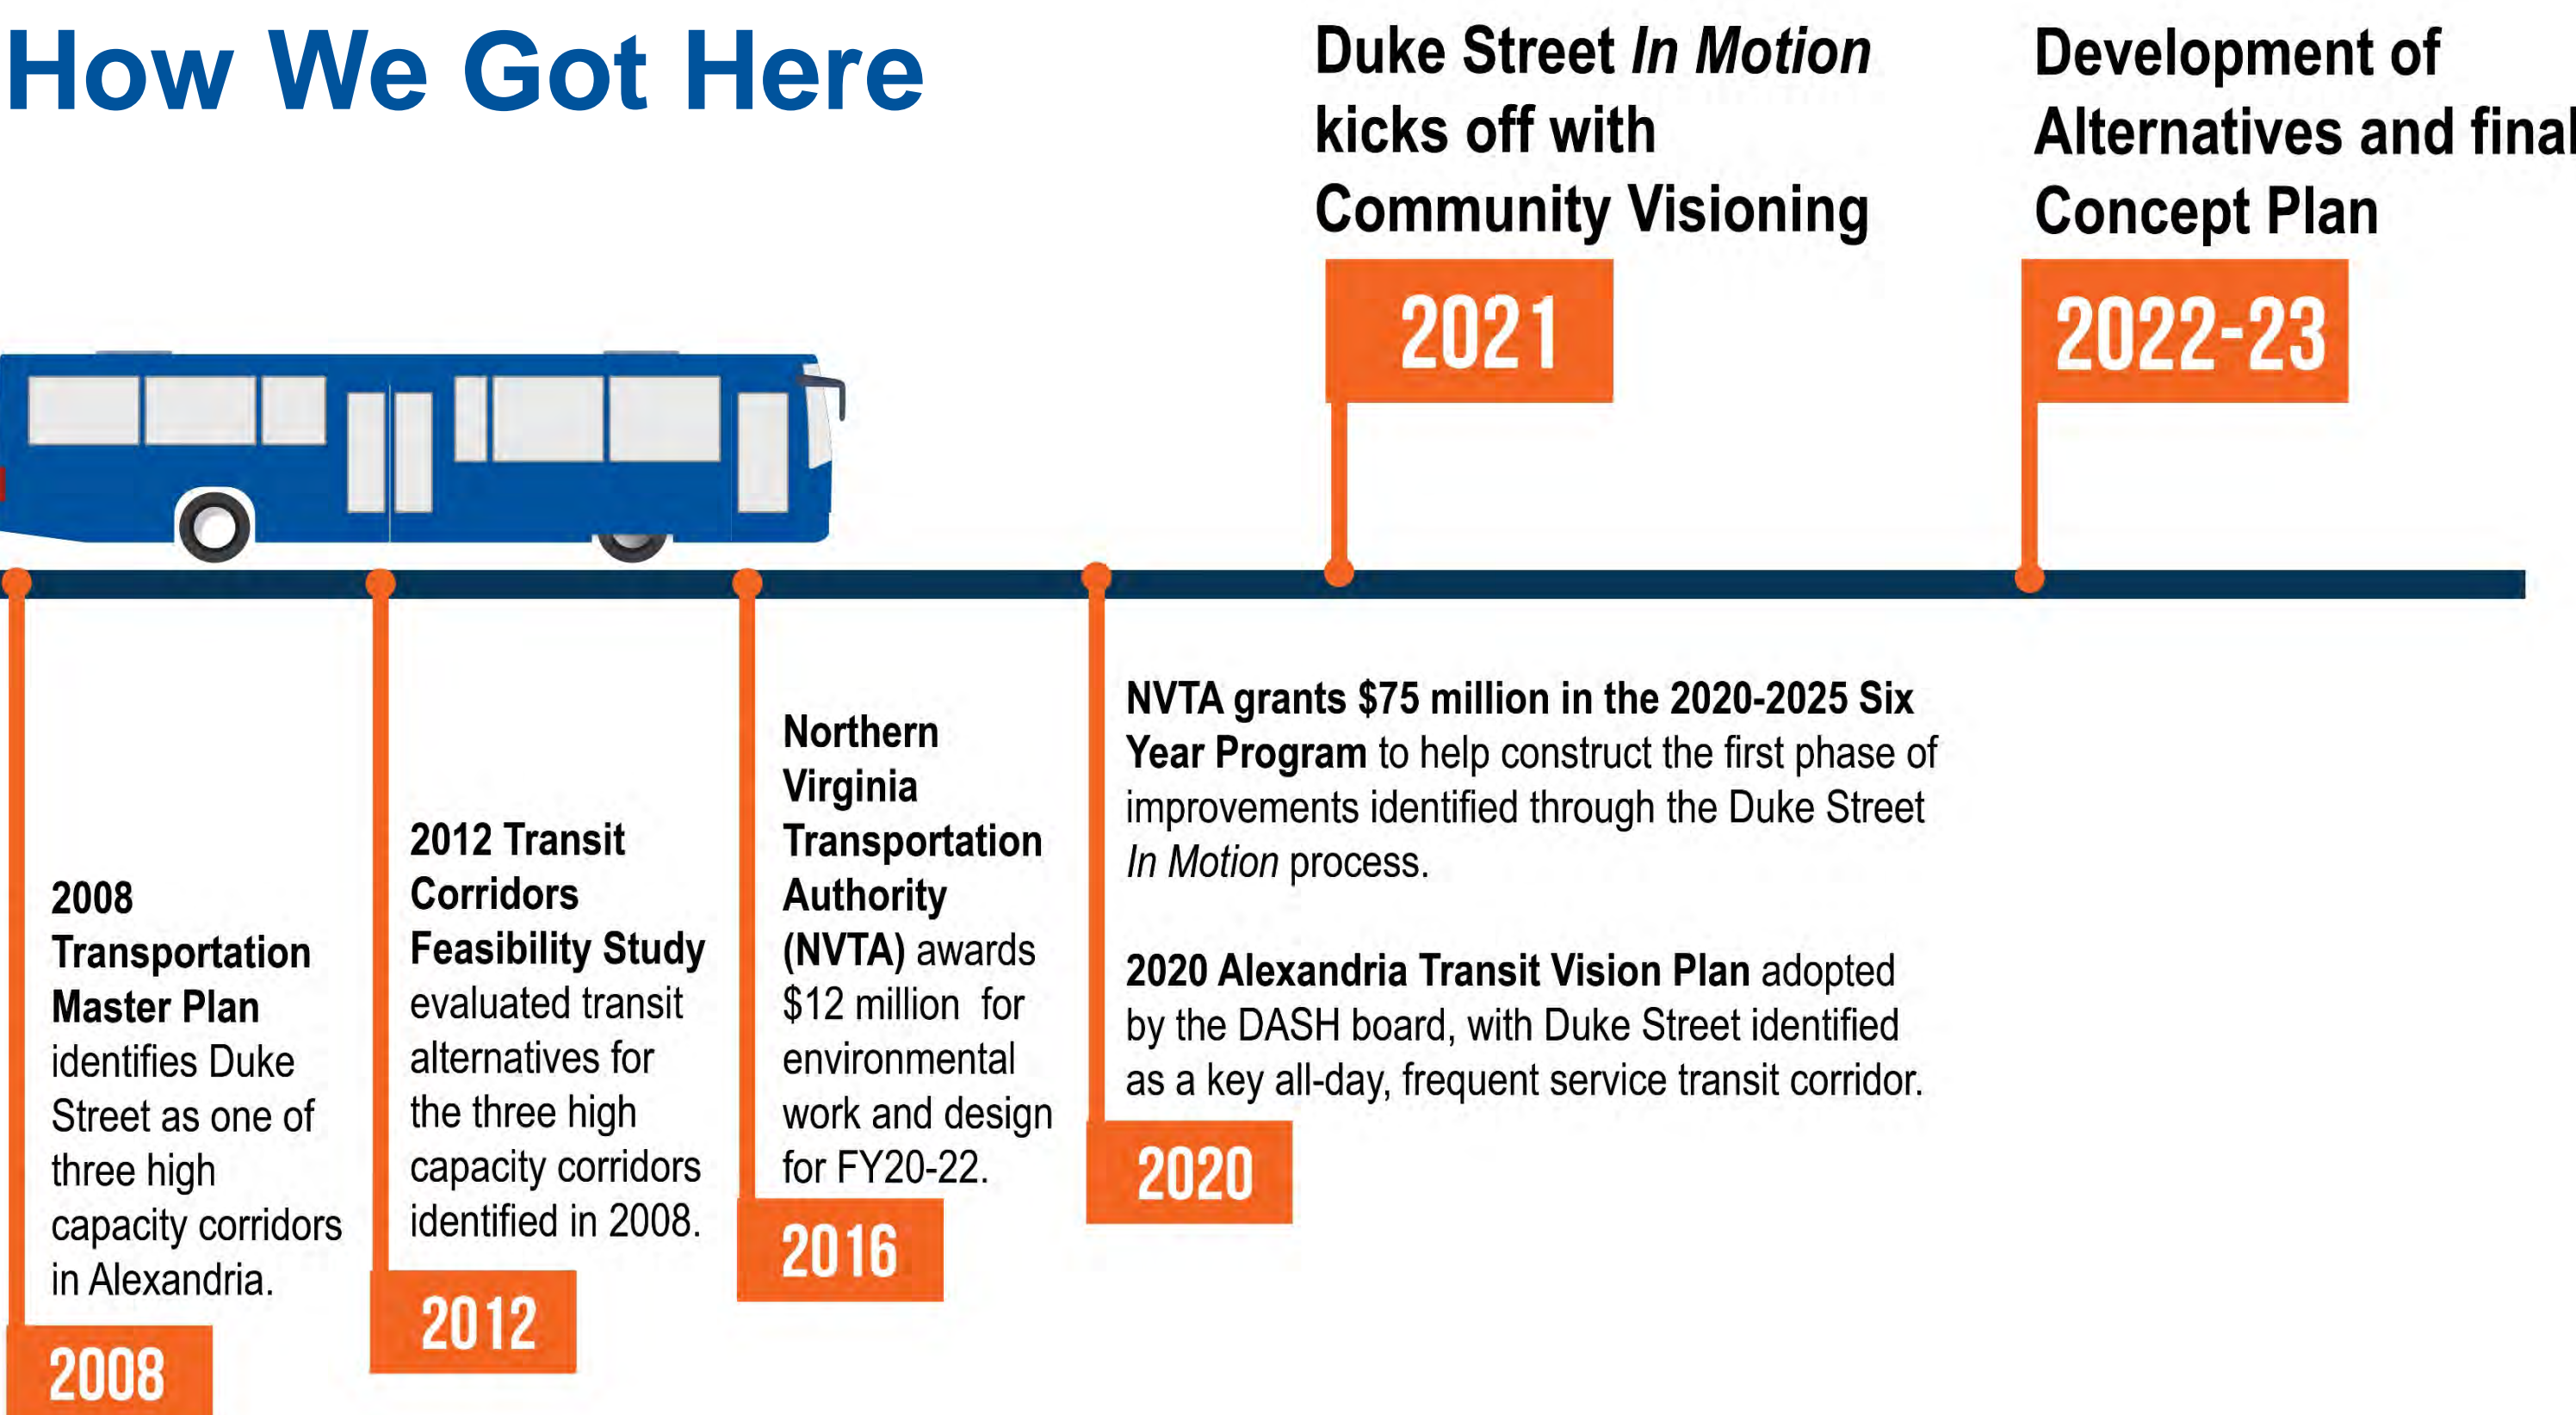 How We Got Here
Duke Street In Motion
kicks off with
Community Visioning
2021
Development of
Alternatives and final
Concept Plan
2022-23
2008
Transportation
Master Plan
identifies Duke
Street as one of
three high
capacity corridors
in Alexandria.
2008
2012 Transit
Corridors
Feasibility Study
evaluated transit
alternatives for
the three high
capacity corridors
identified in 2008.
2012
Northern
Virginia
Transportation
Authority
(NVTA) awards
$12 million for
environmental
work and design
for FY20-22.
2016
NVTA grants $75 million in the 2020-2025 Six
Year Program to help construct the first phase of
improvements identified through the Duke Street
In Motion process.
2020 Alexandria Transit Vision Plan adopted
by the DASH board, with Duke Street identified
as a key all-day, frequent service transit corridor.
2020